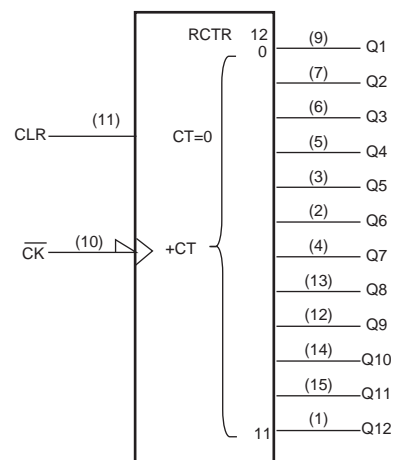 RCTR 12
0
(9) Q1
(7) Q2
(6) Q3
(11)
CLR
CT=0
(5) Q4
(3) Q5
(2) Q6
(10)
CK
+CT
(4) Q7
(13) Q8
(12) Q9
(14) Q10
(15) Q11
11
(1) Q12